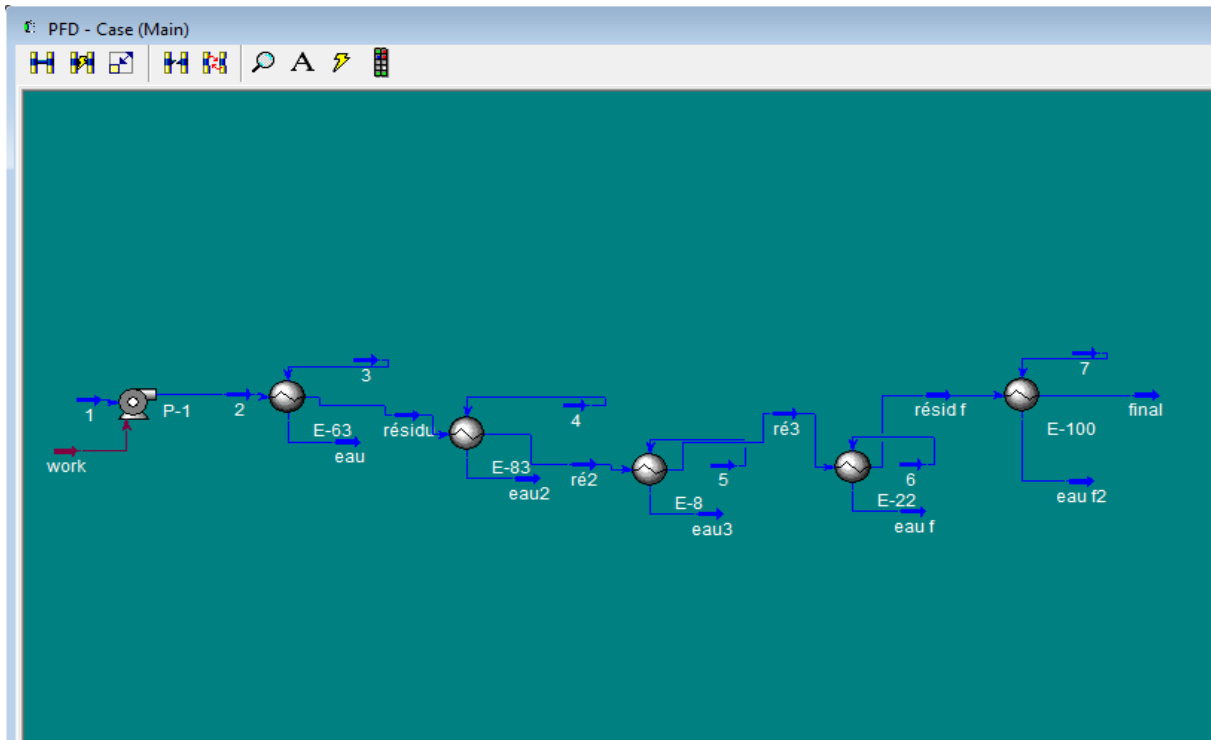 PFD - Case (Main)
A
1
P-1
work
2
3
E-63
eau
résidu
4
E-83
eau2
ré2
5
E-8
eau3
ré3
6
E-22
eau f
résid f
7
E-100
eau f2
final